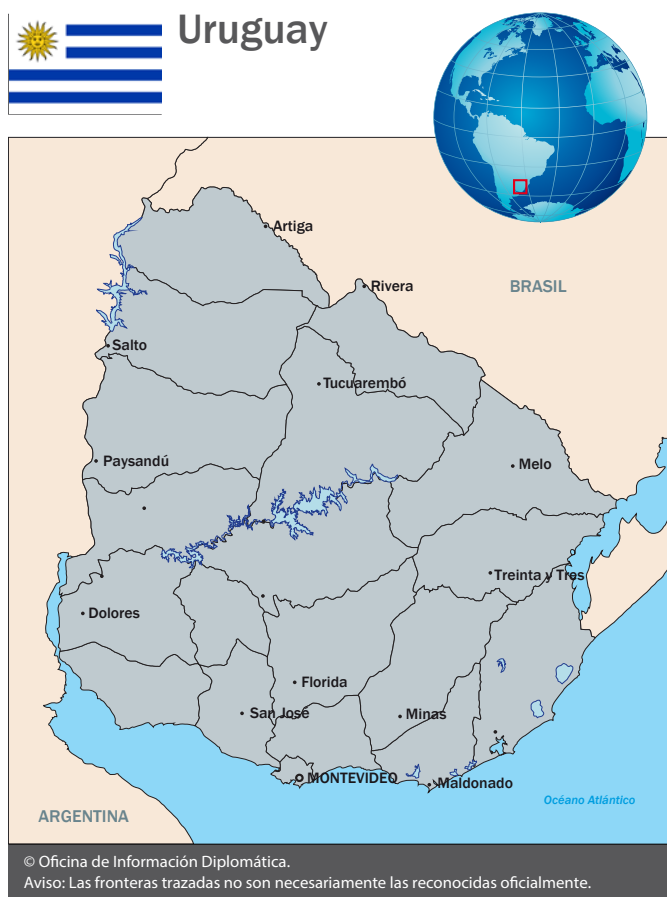 Uruguay
Artiga
Rivera
BRASIL
Salto
Tucuarembó
Paysandú
Melo
Treinta y Tres
Dolores
Florida
San José
Minas
MONTEVIDEO
Maldonado
Océano Atlántico
ARGENTINA
© Oficina de Información Diplomática.
Aviso: Las fronteras trazadas no son necesariamente las reconocidas oficialmente.